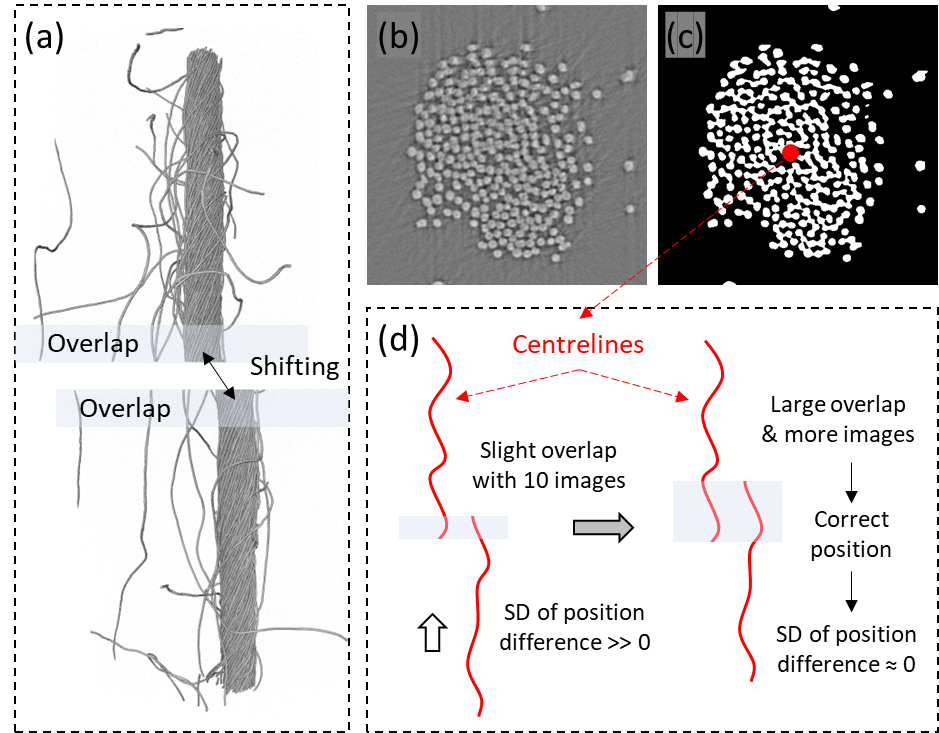 (a)
Overlap
Shifting
Overlap
(b)
(c)
(d)
Centrelines
Slight overlap
with 10 images
SD of position
difference >> 0
Large overlap
& more images
Correct
position
SD of position
difference ≈ 0